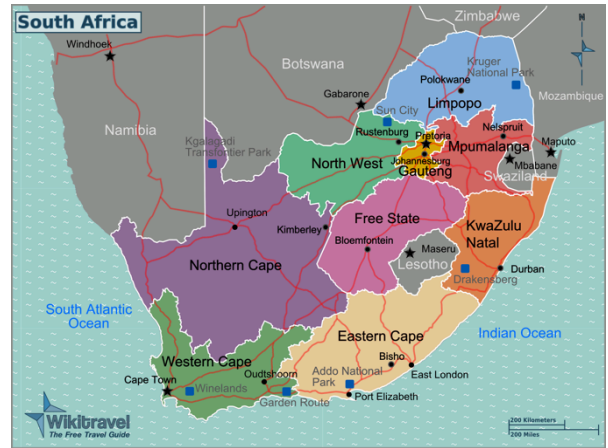 South Africa
Zimbabwe
N
Windhoek
Botswana
Kruger
National Park
Polokwane
Gabarone
Limpopo
Mozambique
Sun City
Namibia
Rustenburg
Pretoria
Nelspruit
Maputo
Kgalagadi
Transfontier Park
North West
Johannesburg
Mpumalanga
Mbabane
Gauteng
Swaziland
Free State
KwaZulu
Natal
Upington
Kimberley
Bloemfontein
Maseru
Lesotho
Durban
Northern Cape
Drakensberg
South Atlantic
Ocean
Eastern Cape
Indian Ocean
Western Cape
Bisho
Addo National
Park
East London
Oudtshoorn
Cape Town
Winelands
Garden Route
Port Elizabeth
Wikitravel
The Free Travel Guide
200 Kilometers
200 Miles